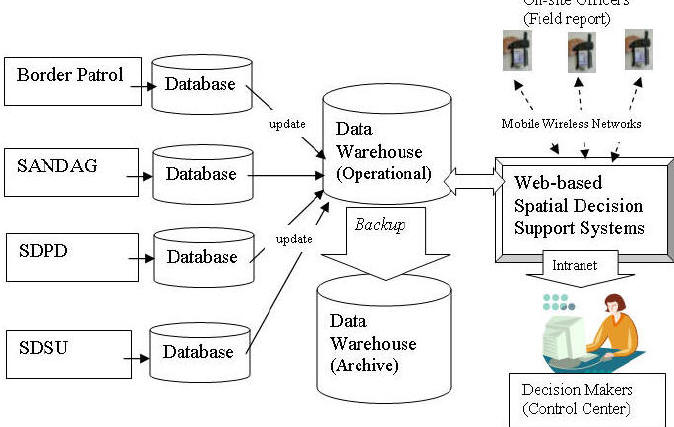 On-site Officers
(Field report)
Border Patrol
Database
update
Data
Warehouse
(Operational)
Mobile Wireless Networks
SANDAG
Database
Web-based
Spatial Decision
Support Systems
SDPD
Database
update
Backup
Intranet
SDSU
Database
Data
Warehouse
(Archive)
Decision Makers
(Control Center)